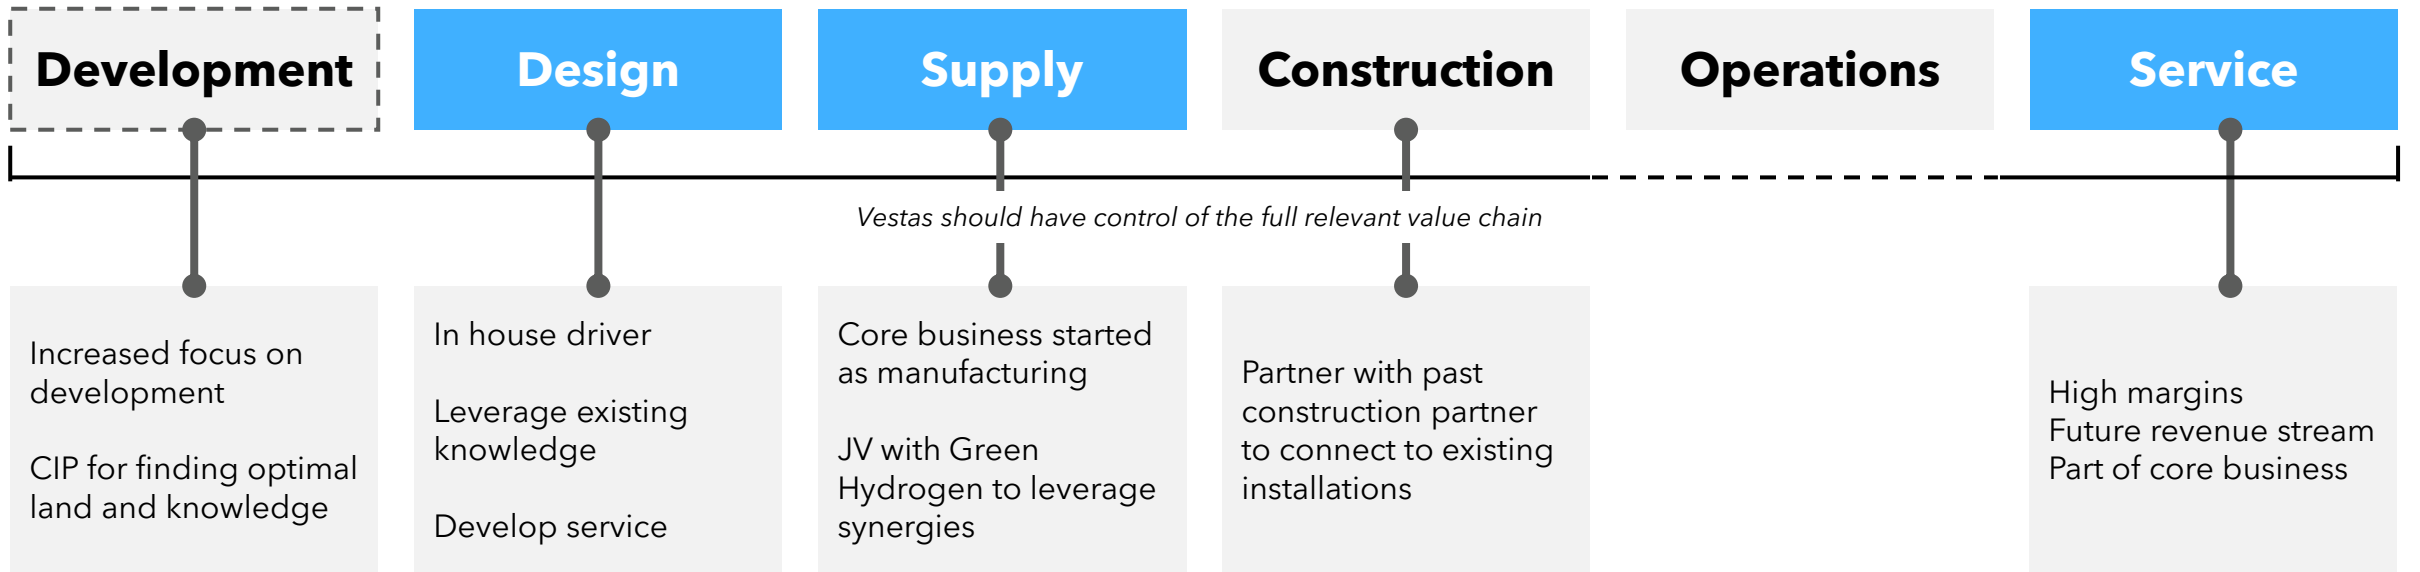 Development
Design
Supply
Construction
Operations
Service
Vestas should have control of the full relevant value chain
Increased focus on
development
CIP for finding optimal
land and knowledge
In house driver
Leverage existing
knowledge
Develop service
Core business started
as manufacturing
JV with Green
Hydrogen to leverage
synergies
Partner with past
construction partner
to connect to existing
installations
High margins
Future revenue stream
Part of core business